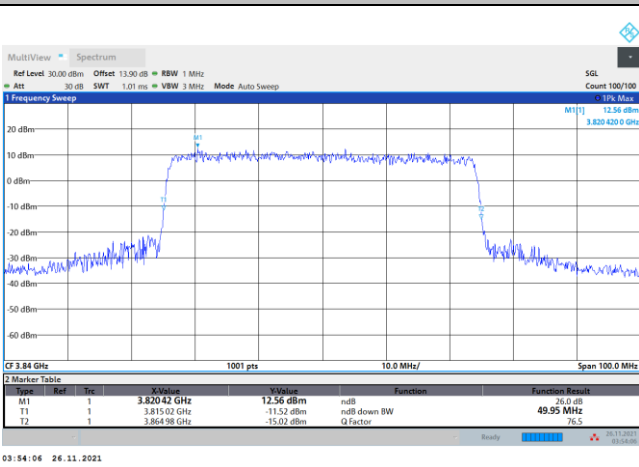 MultiView Spectrum
Ref Level 30.00 dBm Offset 13.90 dB RBW 1 MHz SGL
Att 30 dB SWT 1.01 ms VBW 3 MHz Mode Auto Sweep Count 100/100
1 Frequency Sweep 1Pk Max
M1[1] 12.56 dBm
3.820 420 0 GHz
20 dBm
M1
10 dBm
0 dBm
T1
-10 dBm
T2
-20 dBm
-30 dBm
-40 dBm
-50 dBm
-60 dBm
CF 3.84 GHz 1001 pts 10.0 MHz/ Span 100.0 MHz
2 Marker Table
Type Ref Trc X-Value Y-Value Function Function Result
M1 1 3.820 42 GHz 12.56 dBm ndB 26.0 dB
T1 1 3.815 02 GHz -11.52 dBm ndB down BW 49.95 MHz
T2 1 3.864 98 GHz -15.02 dBm Q Factor 76.5
Ready 26.11.2021
03:54:05
03:54:06 26.11.2021